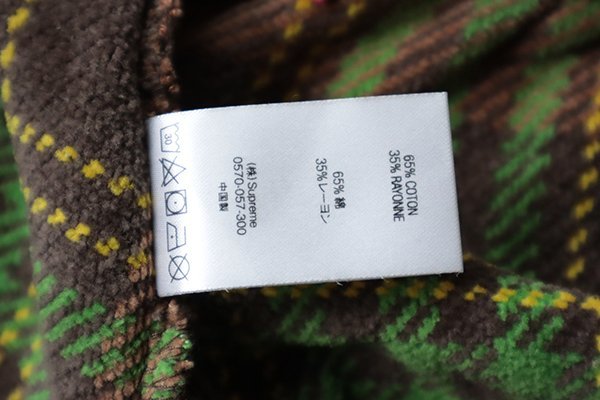 65% COTON
35% RAYONNE
65% 綿
35% レーヨン
(株) Supreme
0570-057-300
中国製
30